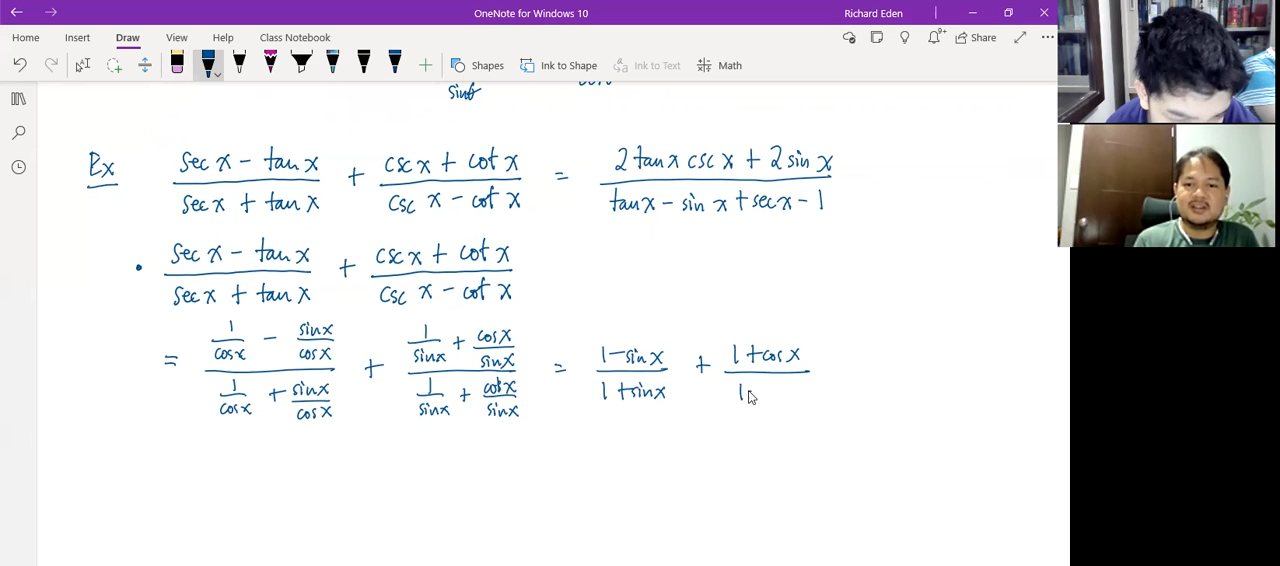 OneNote for Windows 10
Richard Eden
Home Insert Draw View Help Class Notebook
9+ Share
Shapes Ink to Shape Ink to Text Math
sinθ
Ex (sec x − tan x)/(sec x + tan x) + (csc x + cot x)/(csc x − cot x) = (2 tan x csc x + 2 sin x)/(tan x − sin x + sec x − 1)
• (sec x − tan x)/(sec x + tan x) + (csc x + cot x)/(csc x − cot x)
= (1/cos x − sin x/cos x)/(1/cos x + sin x/cos x) + (1/sin x + cos x/sin x)/(1/sin x + cos x/sin x) = (1 − sin x)/(1 + sin x) + (1 + cos x)/(1